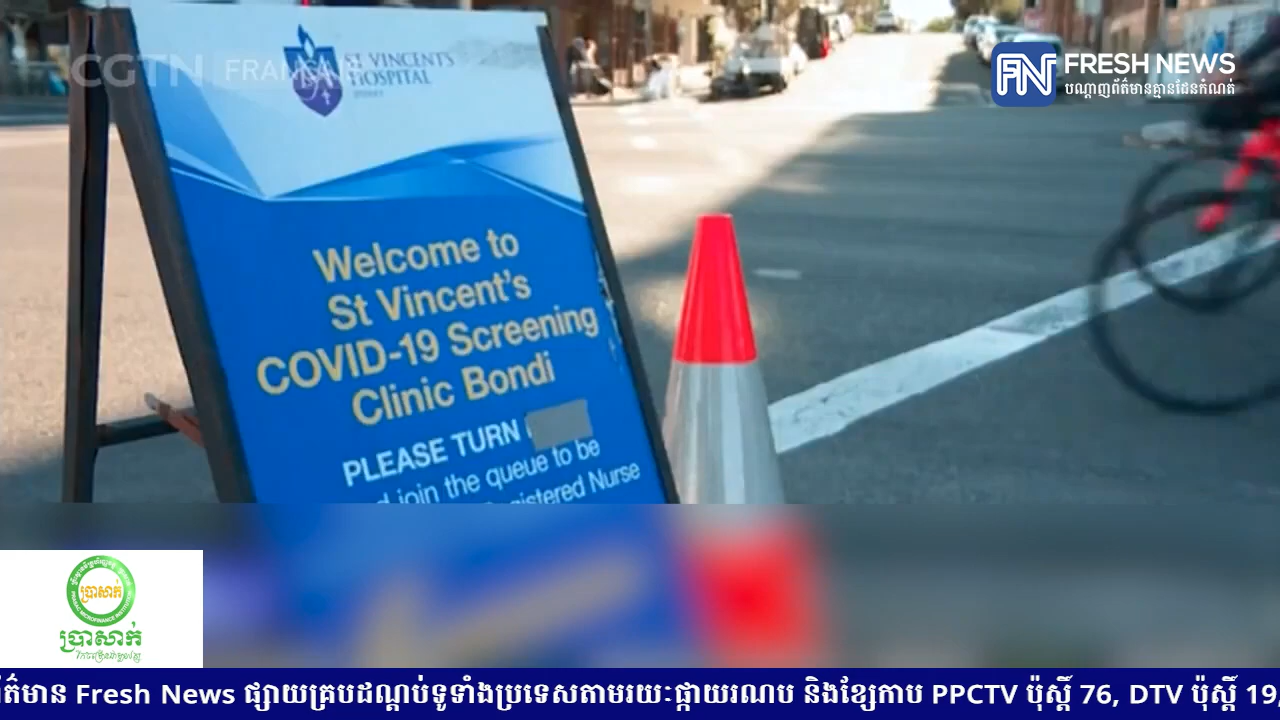 CGTN FRANÇAIS
ST VINCENT'S
HOSPITAL
SYDNEY
FRESH NEWS
បណ្តាញព័ត៌មានគ្មានដែនកំណត់
Welcome to
St Vincent's
COVID-19 Screening
Clinic Bondi
PLEASE TURN
join the queue to be
Nurse
ប្រាសាក់
ព័ត៌មាន Fresh News ផ្សាយគ្របដណ្តប់ទូទាំងប្រទេសតាមរយៈផ្កាយរណប និងខ្សែកាប PPCTV ប៉ុស្តិ៍ 76, DTV ប៉ុស្តិ៍ 19,